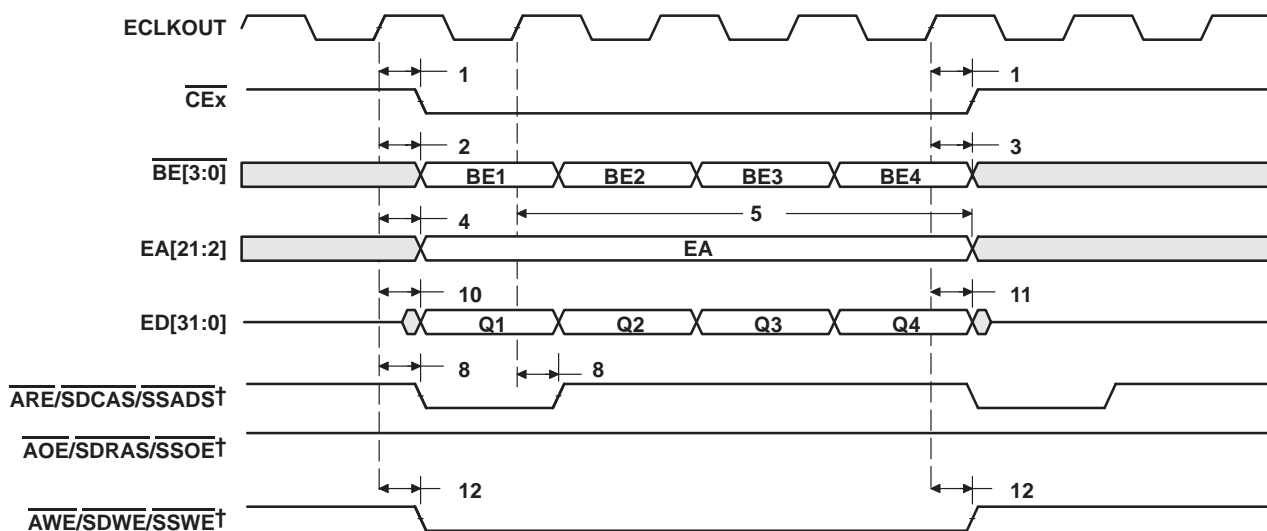 ECLKOUT
1 1
CEx
2 3
BE[3:0] BE1 BE2 BE3 BE4
4 5
EA[21:2] EA
10 11
ED[31:0] Q1 Q2 Q3 Q4
8 8
ARE/SDCAS/SSADS†
AOE/SDRAS/SSOE†
12 12
AWE/SDWE/SSWE†